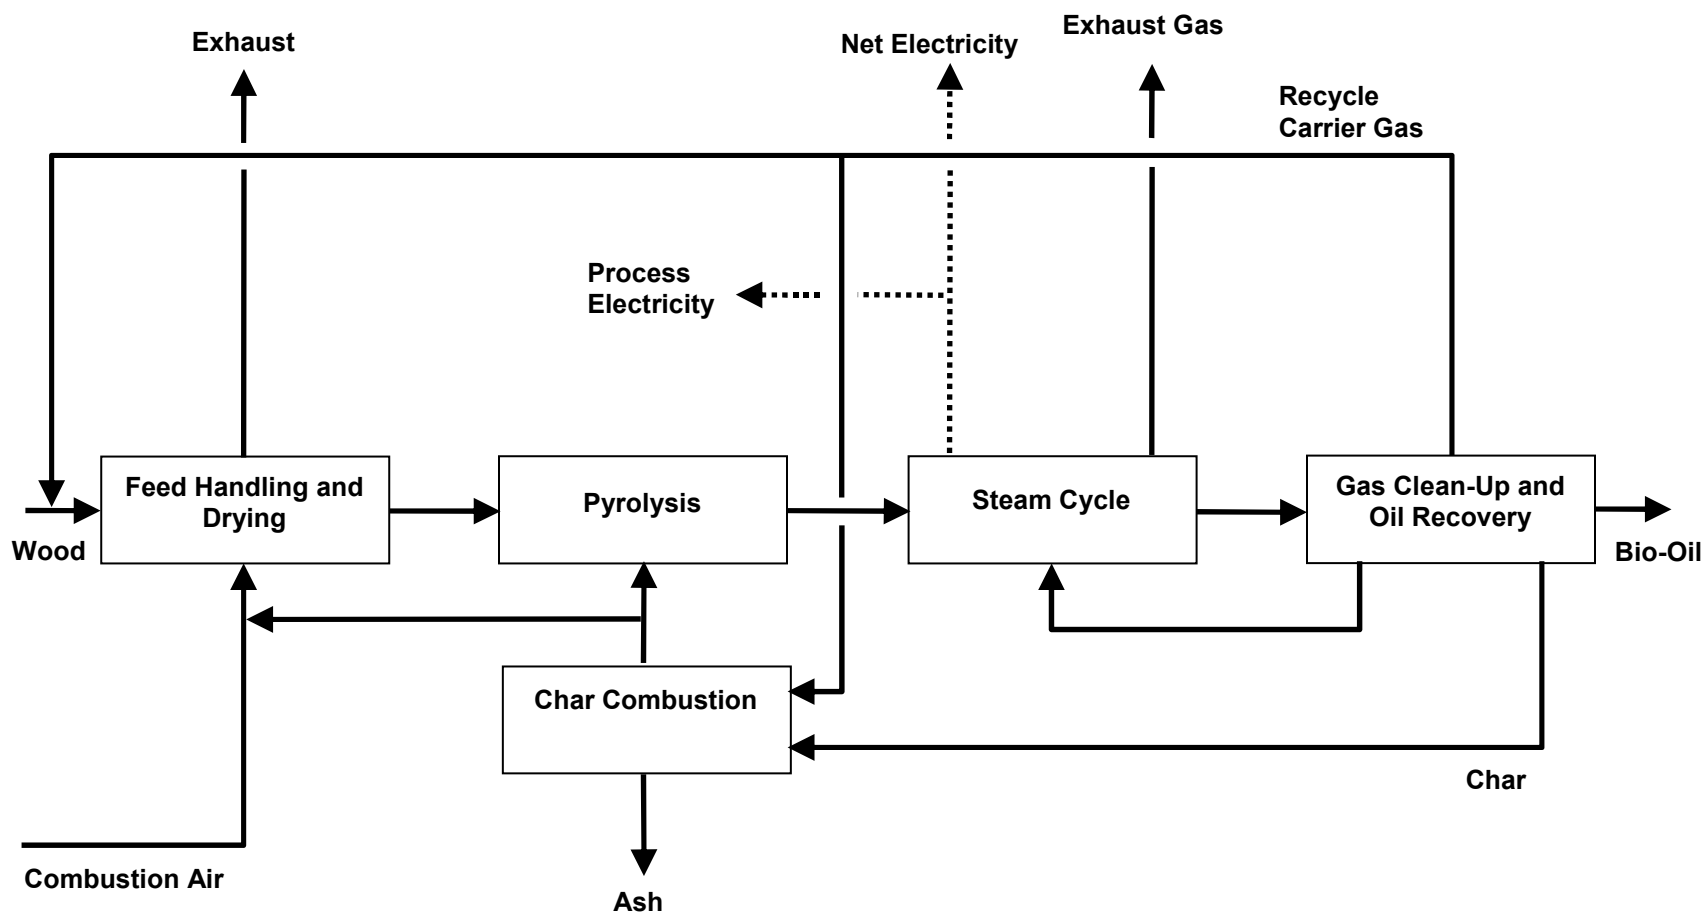 Exhaust
Net Electricity
Exhaust Gas
Recycle
Carrier Gas
Process
Electricity
Feed Handling and
Drying
Pyrolysis
Steam Cycle
Gas Clean-Up and
Oil Recovery
Wood
Bio-Oil
Char Combustion
Char
Combustion Air
Ash